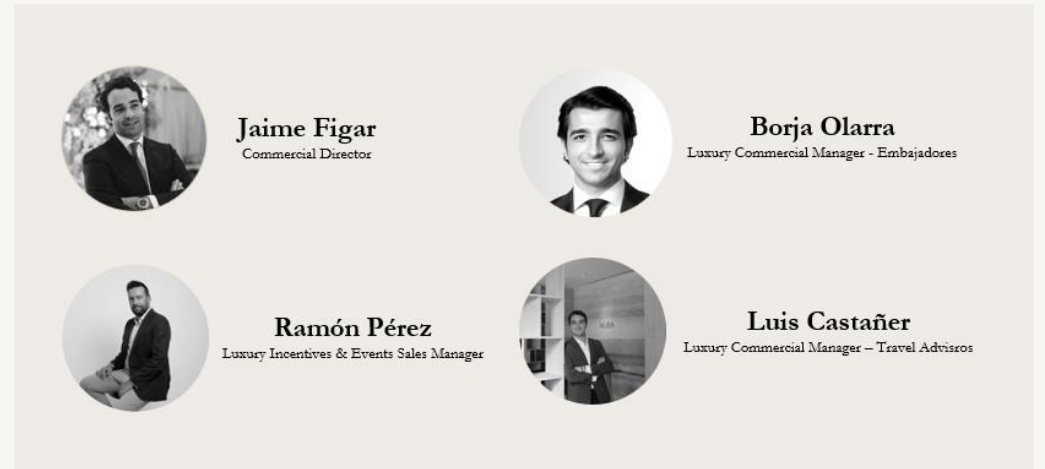 Jaime Figar
Commercial Director
Borja Olarra
Luxury Commercial Manager - Embajadores
Ramón Pérez
Luxury Incentives & Events Sales Manager
Luis Castañer
Luxury Commercial Manager – Travel Advisros